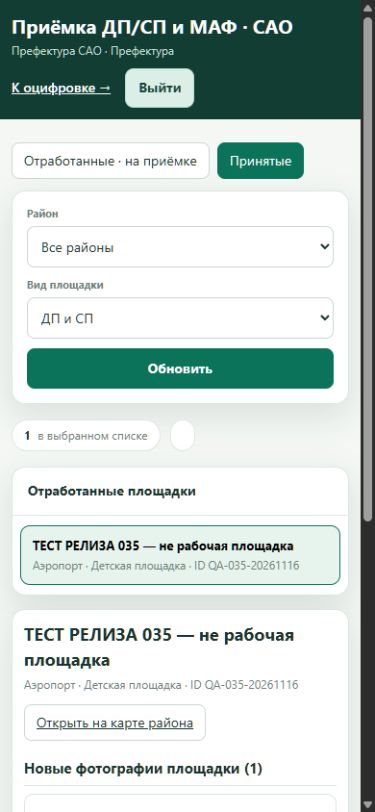 Приёмка ДП/СП и МАФ · САО
Префектура САО · Префектура
К оцифровке →
Выйти
Отработанные · на приёмке
Принятые
Район
Все районы
Вид площадки
ДП и СП
Обновить
1 в выбранном списке
Отработанные площадки
ТЕСТ РЕЛИЗА 035 — не рабочая площадка
Аэропорт · Детская площадка · ID QA-035-20261116
ТЕСТ РЕЛИЗА 035 — не рабочая
площадка
Аэропорт · Детская площадка · ID QA-035-20261116
Открыть на карте района
Новые фотографии площадки (1)